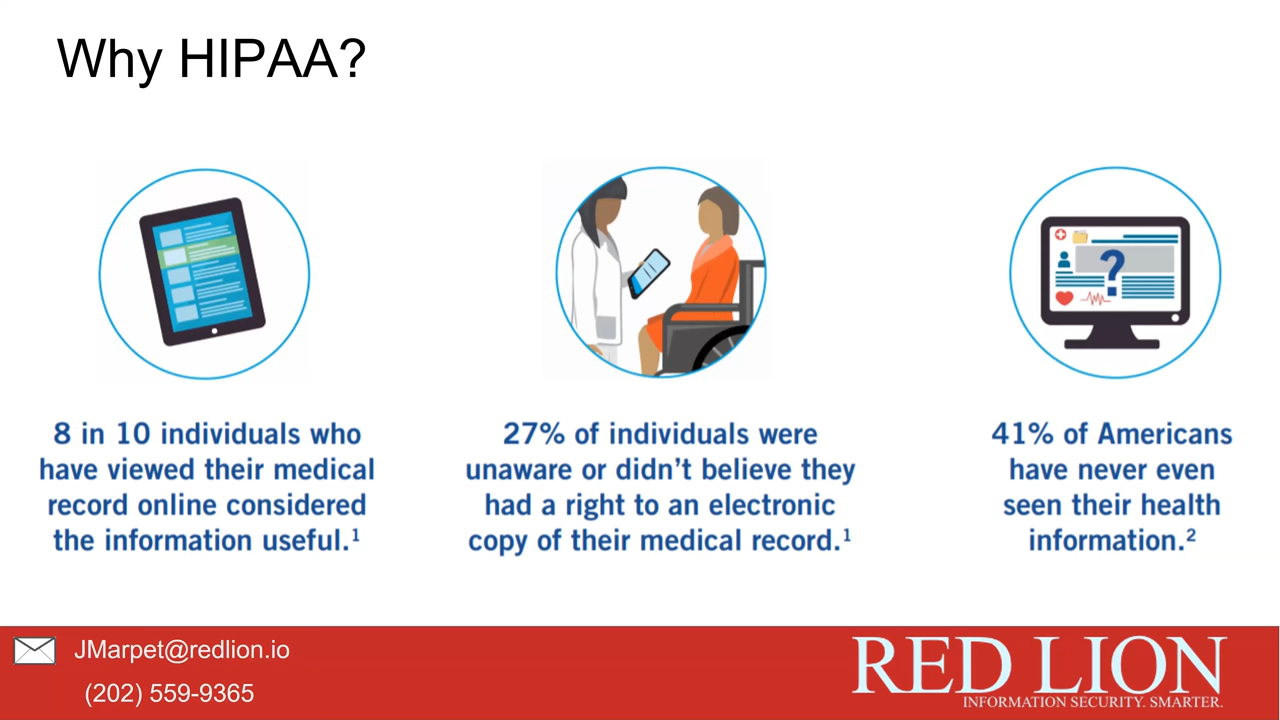 Why HIPAA?
8 in 10 individuals who
have viewed their medical
record online considered
the information useful.¹
27% of individuals were
unaware or didn't believe they
had a right to an electronic
copy of their medical record.¹
?
41% of Americans
have never even
seen their health
information.²
JMarpet@redlion.io
(202) 559-9365
RED LION
INFORMATION SECURITY. SMARTER.